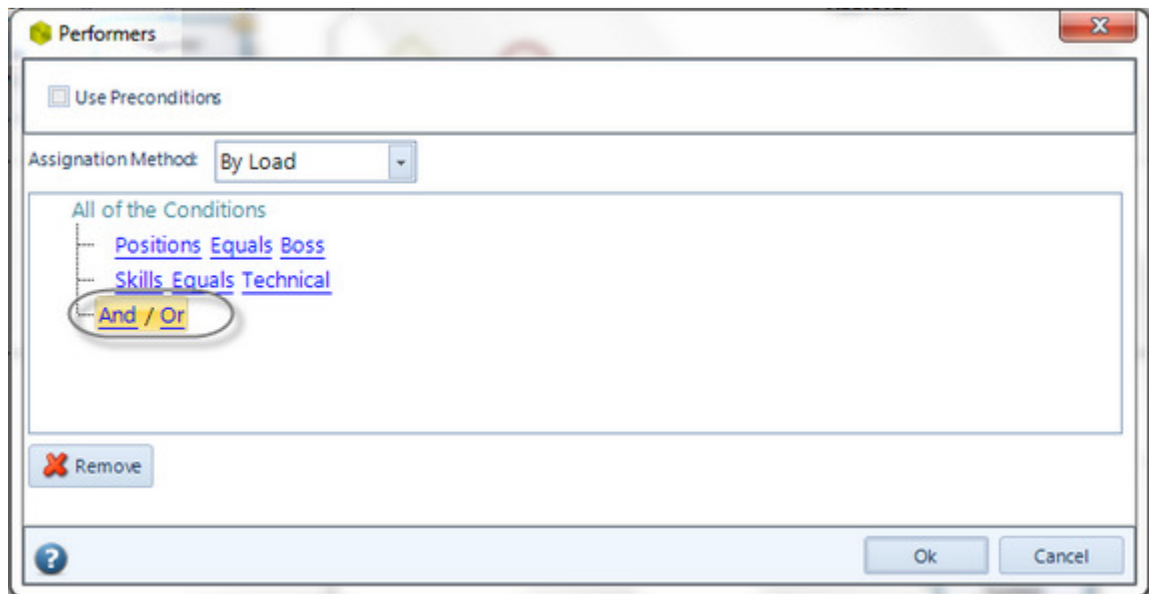 Performers
Use Preconditions
Assignation Method: By Load
All of the Conditions
Positions Equals Boss
Skills Equals Technical
And / Or
Remove
Ok Cancel